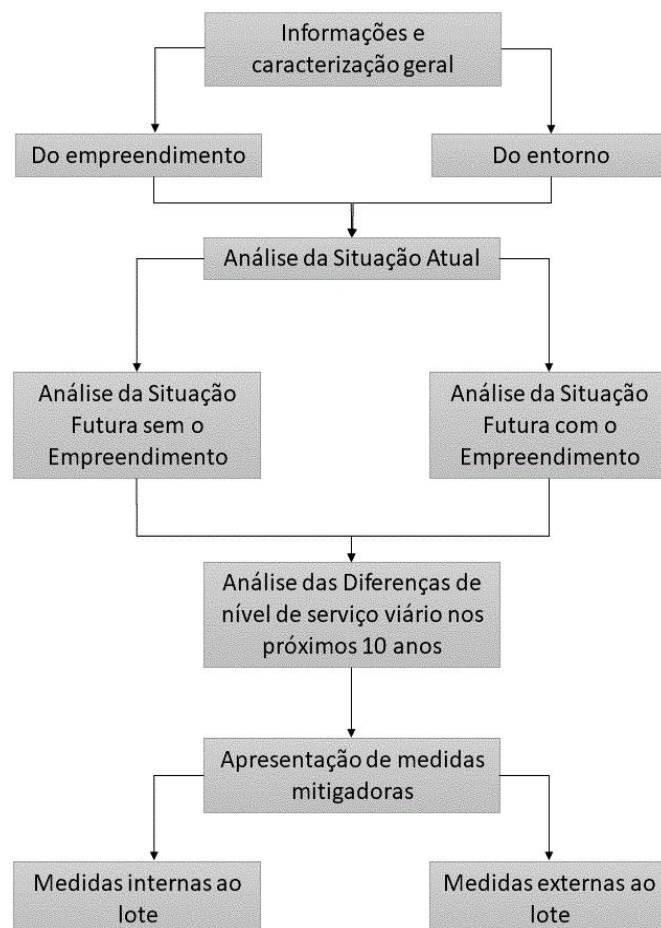 Informações e
caracterização geral
Do empreendimento
Do entorno
Análise da Situação Atual
Análise da Situação
Futura sem o
Empreendimento
Análise da Situação
Futura com o
Empreendimento
Análise das Diferenças de
nível de serviço viário nos
próximos 10 anos
Apresentação de medidas
mitigadoras
Medidas internas ao
lote
Medidas externas ao
lote